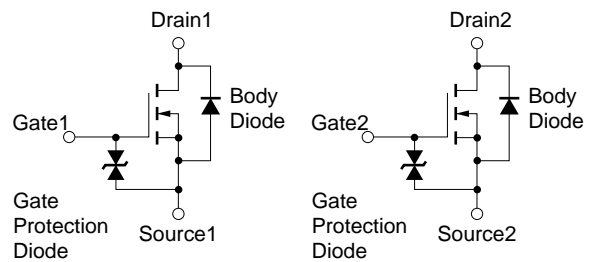 Drain1
Gate1
Body
Diode
Gate
Protection
Diode
Source1
Drain2
Gate2
Body
Diode
Gate
Protection
Diode
Source2